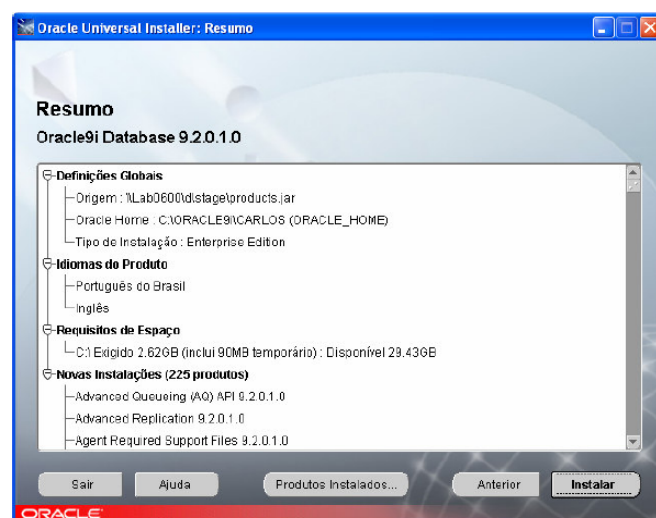 Oracle Universal Installer: Resumo
Resumo
Oracle9i Database 9.2.0.1.0
Definições Globais
Origem : \\Lab0600\d\stage\products.jar
Oracle Home : C:\ORACLE9I\CARLOS (ORACLE_HOME)
Tipo de Instalação : Enterprise Edition
Idiomas do Produto
Português do Brasil
Inglês
Requisitos de Espaço
C:\ Exigido 2.62GB (inclui 90MB temporário) : Disponível 29.43GB
Novas Instalações (225 produtos)
Advanced Queueing (AQ) API 9.2.0.1.0
Advanced Replication 9.2.0.1.0
Agent Required Support Files 9.2.0.1.0
Sair Ajuda Produtos Instalados... Anterior Instalar
ORACLE